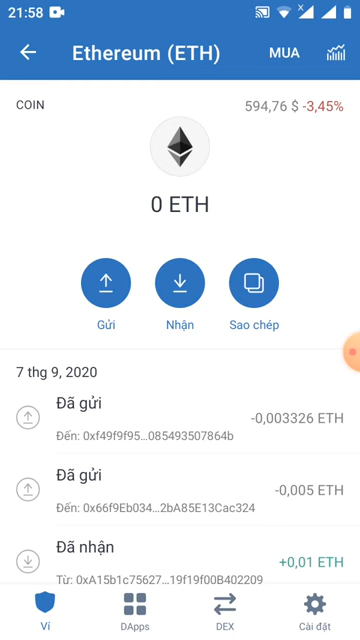 21:58
Ethereum (ETH)
MUA
COIN
594,76 $ -3,45%
0 ETH
Gửi
Nhận
Sao chép
7 thg 9, 2020
Đã gửi
-0,003326 ETH
Đến: 0xf49f9f95...085493507864b
Đã gửi
-0,005 ETH
Đến: 0x66f9Eb034...2bA85E13Cac324
Đã nhận
+0,01 ETH
Từ: 0xA15b1c75627...19f19f00B402209
Ví
DApps
DEX
Cài đặt